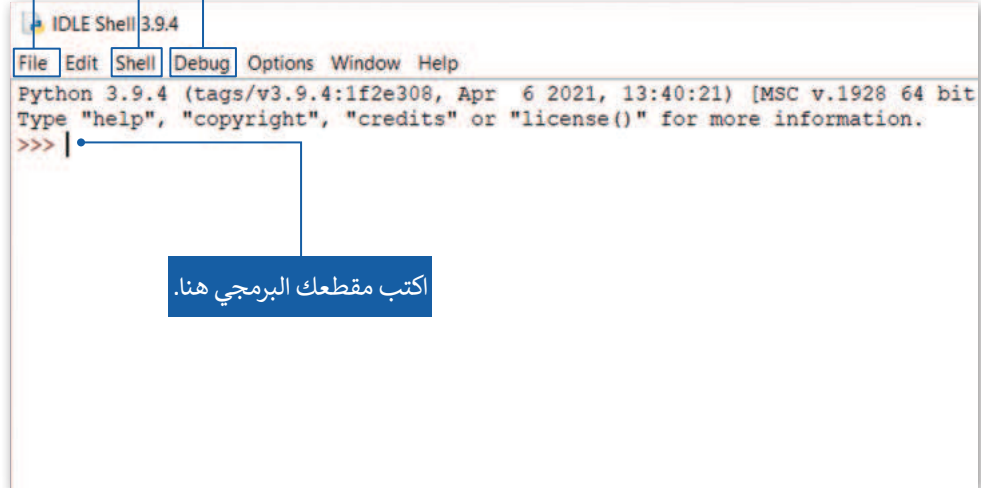 IDLE Shell 3.9.4
File Edit Shell Debug Options Window Help
Python 3.9.4 (tags/v3.9.4:1f2e308, Apr  6 2021, 13:40:21) [MSC v.1928 64 bit
Type "help", "copyright", "credits" or "license()" for more information.
>>>
اكتب مقطعك البرمجي هنا.